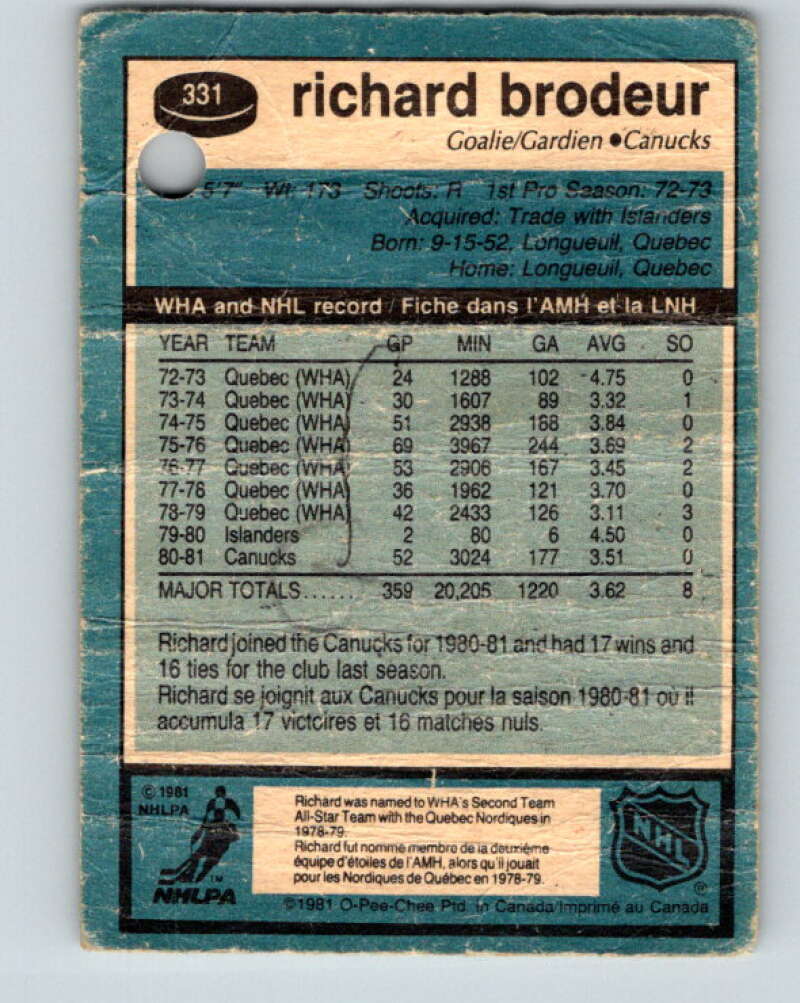 331
richard brodeur
Goalie/Gardien • Canucks
5'7" Wt: 173 Shoots: R 1st Pro Season: 72-73
Acquired: Trade with Islanders
Born: 9-15-52, Longueuil, Quebec
Home: Longueuil, Quebec
WHA and NHL record / Fiche dans l'AMH et la LNH
YEAR TEAM GP MIN GA AVG SO
72-73 Quebec (WHA) 24 1288 102 4.75 0
73-74 Quebec (WHA) 30 1607 89 3.32 1
74-75 Quebec (WHA) 51 2938 188 3.84 0
75-76 Quebec (WHA) 69 3967 244 3.69 2
76-77 Quebec (WHA) 53 2906 167 3.45 2
77-78 Quebec (WHA) 36 1962 121 3.70 0
78-79 Quebec (WHA) 42 2433 126 3.11 3
79-80 Islanders 2 80 6 4.50 0
80-81 Canucks 52 3024 177 3.51 0
MAJOR TOTALS...... 359 20,205 1220 3.62 8
Richard joined the Canucks for 1980-81 and had 17 wins and
16 ties for the club last season.
Richard se joignit aux Canucks pour la saison 1980-81 où il
accumula 17 victoires et 16 matches nuls.
© 1981
NHLPA
Richard was named to WHA's Second Team
All-Star Team with the Quebec Nordiques in
1978-79.
Richard fut nommé membre de la deuxième
équipe d'étoiles de l'AMH, alors qu'il jouait
pour les Nordiques de Québec en 1978-79.
NHL
®
TM
NHLPA
©1981 O-Pee-Chee Ptd. in Canada/Imprimé au Canada